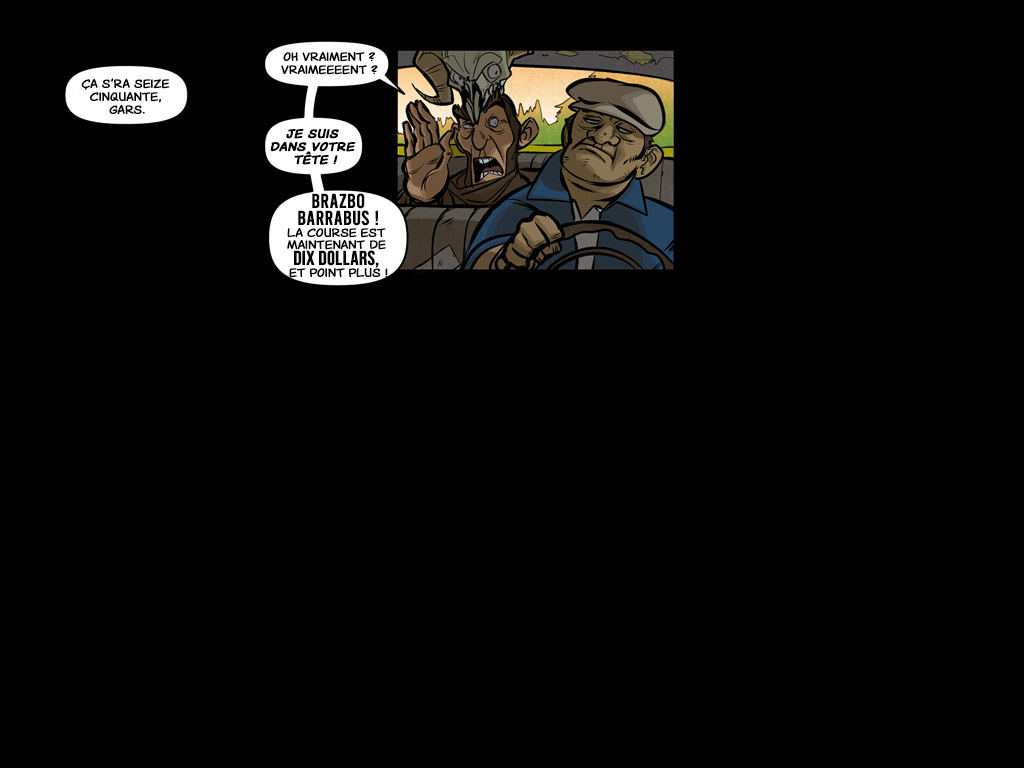 ÇA S'RA SEIZE
CINQUANTE,
GARS.
OH VRAIMENT ?
VRAIMEEEENT ?
JE SUIS
DANS VOTRE
TÊTE !
BRAZBO
BARRABUS !
LA COURSE EST
MAINTENANT DE
DIX DOLLARS,
ET POINT PLUS !